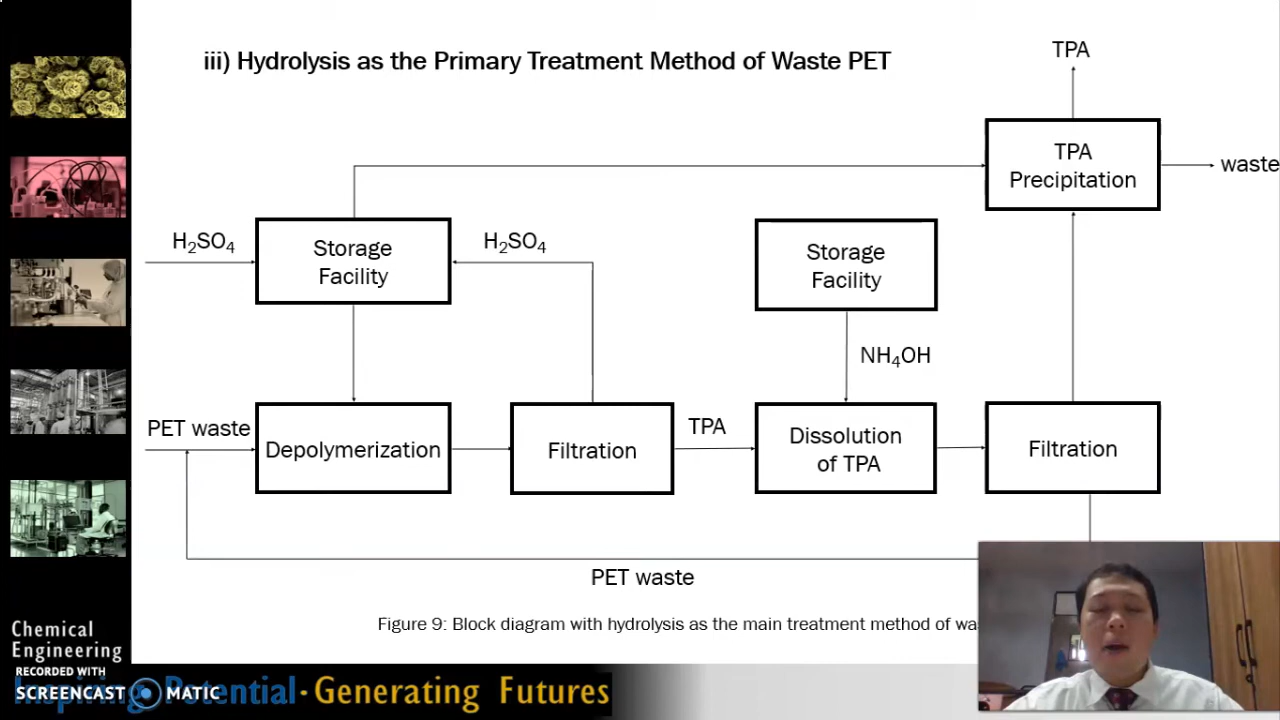 iii) Hydrolysis as the Primary Treatment Method of Waste PET
TPA
TPA
Precipitation
waste
H₂SO₄
Storage
Facility
H₂SO₄
Storage
Facility
NH₄OH
PET waste
Depolymerization
Filtration
TPA
Dissolution
of TPA
Filtration
PET waste
Figure 9: Block diagram with hydrolysis as the main treatment method of
Chemical
Engineering
RECORDED WITH
SCREENCAST MATIC
Inspiring Potential · Generating Futures